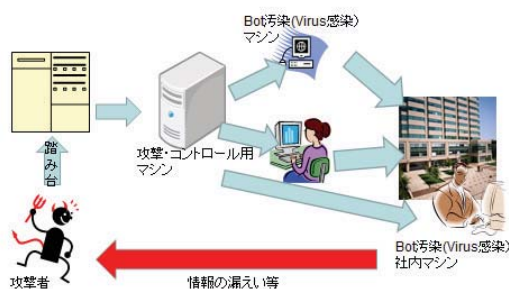 Bot汚染(Virus感染)
マシン
踏み台
攻撃・コントロール用
マシン
Bot汚染(Virus感染)
社内マシン
攻撃者
情報の漏えい等